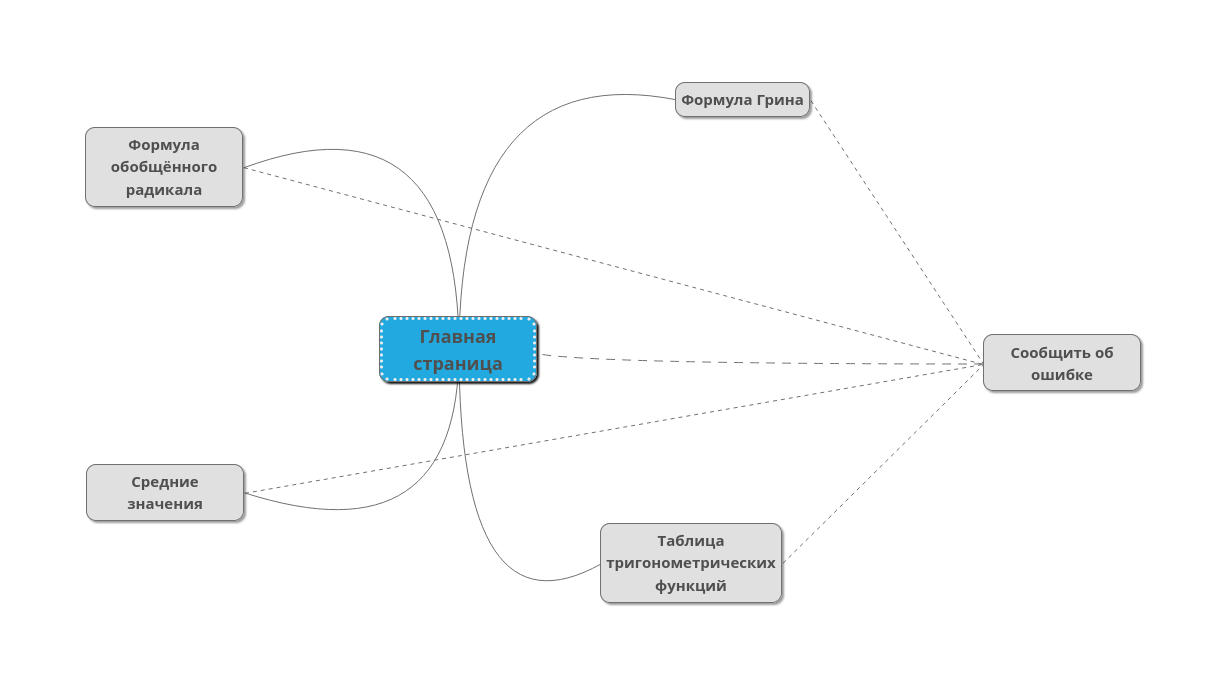 Формула Грина
Формула
обобщённого
радикала
Главная
страница
Сообщить об
ошибке
Средние
значения
Таблица
тригонометрических
функций